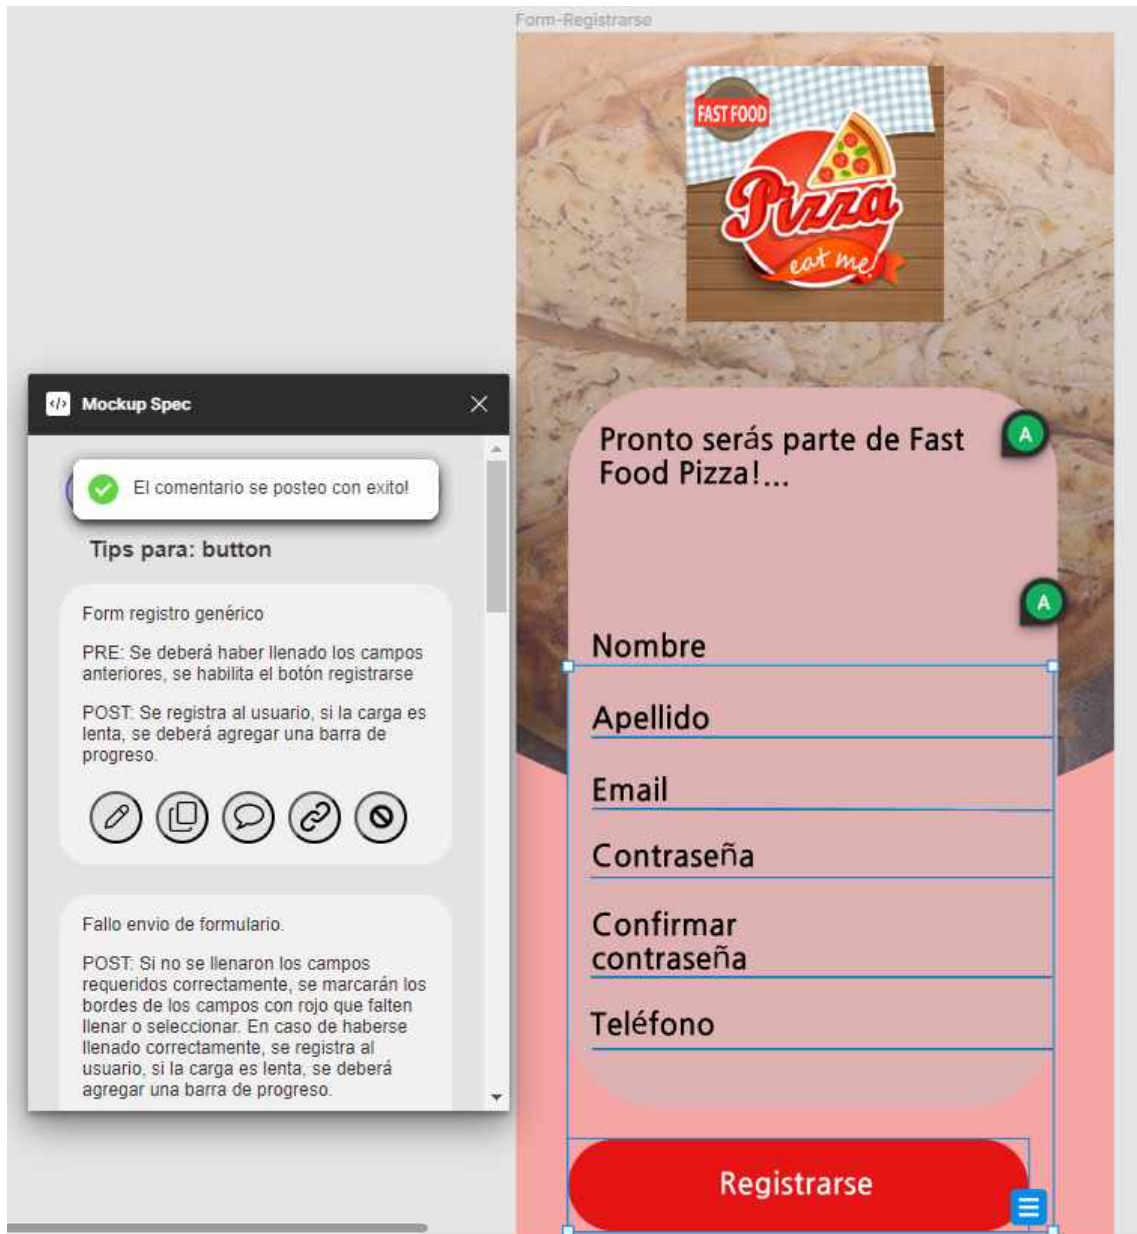 Form-Registrarse
FAST FOOD
Pizza
eat me!
Mockup Spec
El comentario se posteo con exito!
Tips para: button
Form registro genérico
PRE: Se deberá haber llenado los campos
anteriores, se habilita el botón registrarse
POST: Se registra al usuario, si la carga es
lenta, se deberá agregar una barra de
progreso.
Fallo envio de formulario.
POST: Si no se llenaron los campos
requeridos correctamente, se marcarán los
bordes de los campos con rojo que falten
llenar o seleccionar. En caso de haberse
llenado correctamente, se registra al
usuario, si la carga es lenta, se deberá
agregar una barra de progreso.
Pronto serás parte de Fast
Food Pizza!...
A
A
Nombre
Apellido
Email
Contraseña
Confirmar
contraseña
Teléfono
Registrarse